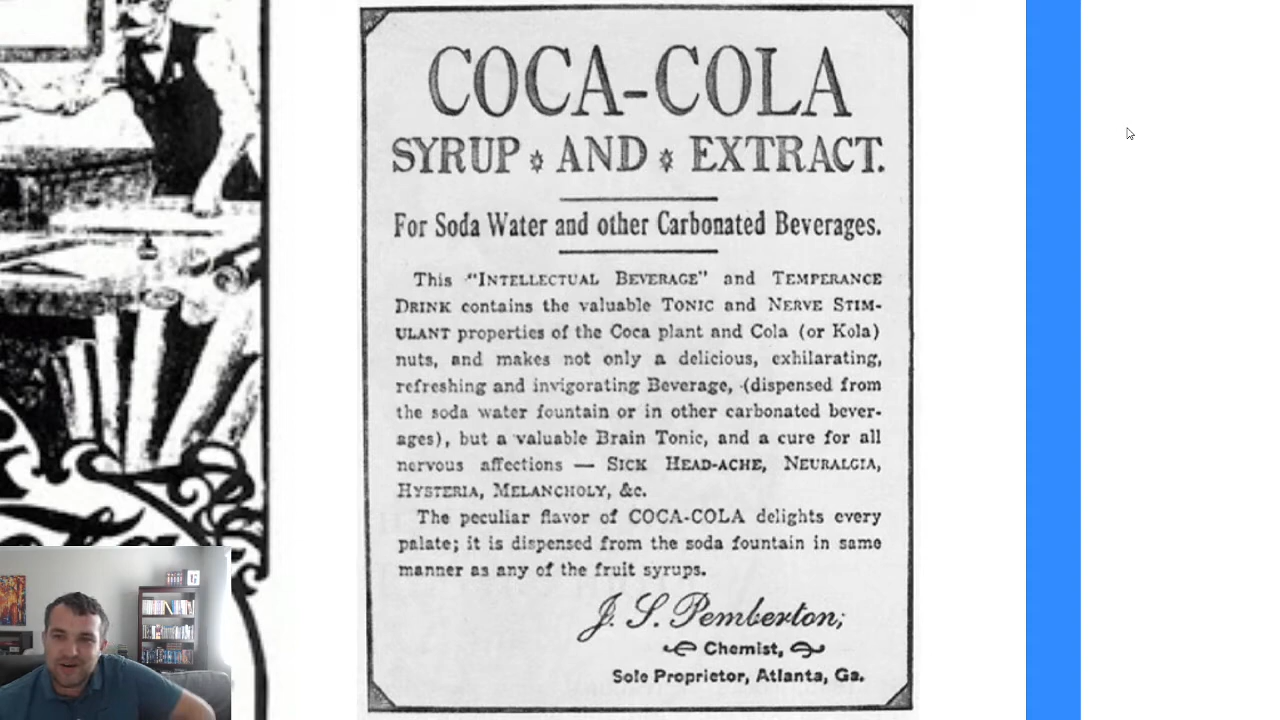 COCA-COLA
SYRUP * AND * EXTRACT.
For Soda Water and other Carbonated Beverages.
This "INTELLECTUAL BEVERAGE" and TEMPERANCE
DRINK contains the valuable TONIC and NERVE STIM-
ULANT properties of the Coca plant and Cola (or Kola)
nuts, and makes not only a delicious, exhilarating,
refreshing and invigorating Beverage, (dispensed from
the soda water fountain or in other carbonated bever-
ages), but a valuable Brain Tonic, and a cure for all
nervous affections — SICK HEAD-ACHE, NEURALGIA,
HYSTERIA, MELANCHOLY, &c.
The peculiar flavor of COCA-COLA delights every
palate; it is dispensed from the soda fountain in same
manner as any of the fruit syrups.
J. S. Pemberton;
Chemist,
Sole Proprietor, Atlanta, Ga.